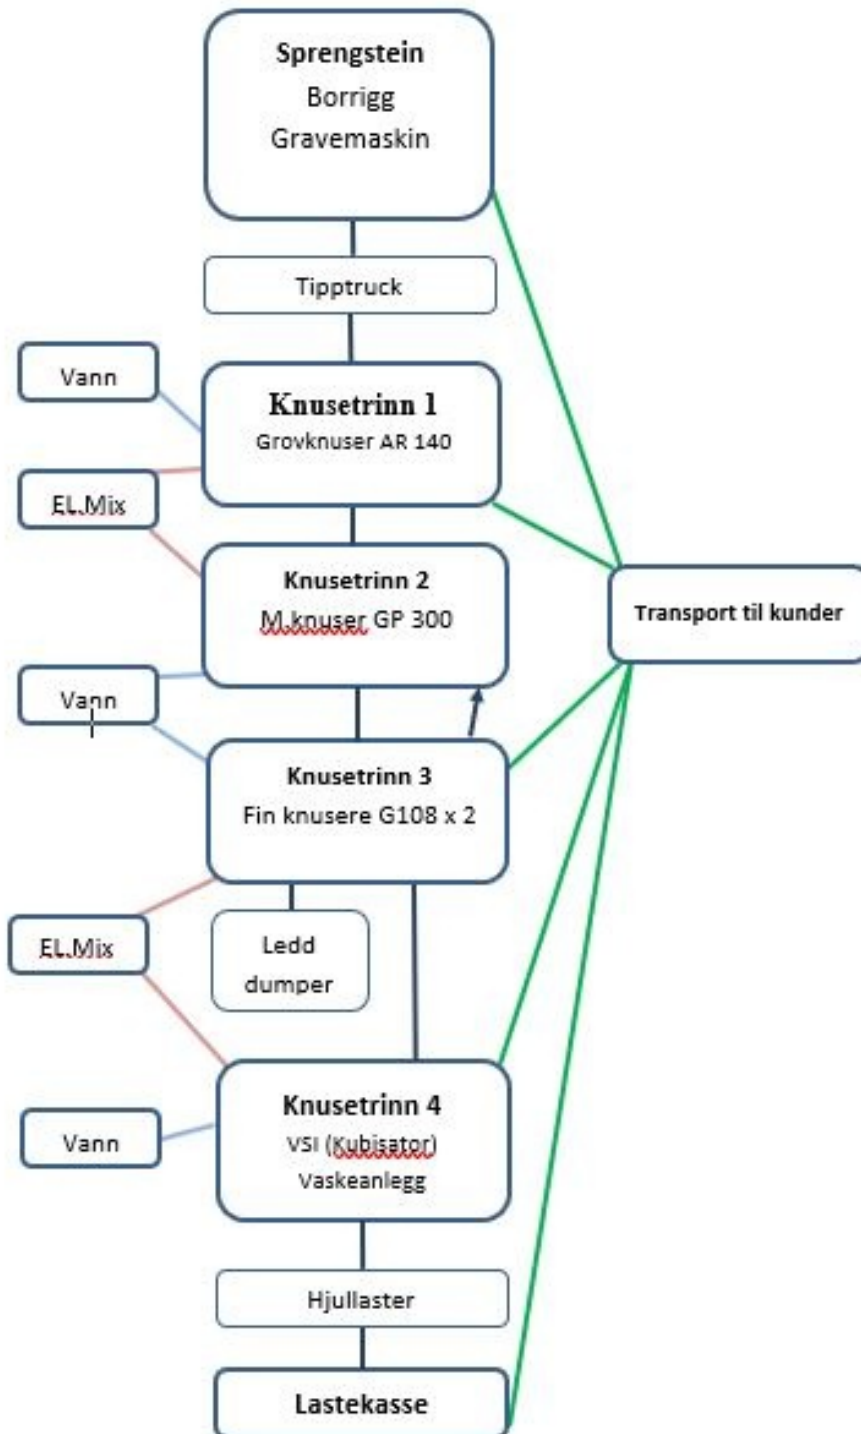 Sprengstein
Borrigg
Gravemaskin
Tipptruck
Vann
Knusetrinn 1
Grovknuser AR 140
EL.Mix
Knusetrinn 2
M.knuser GP 300
Transport til kunder
Vann
Knusetrinn 3
Fin knusere G108 x 2
EL.Mix
Ledd
dumper
Knusetrinn 4
VSI (Kubisator)
Vaskeanlegg
Vann
Hjullaster
Lastekasse